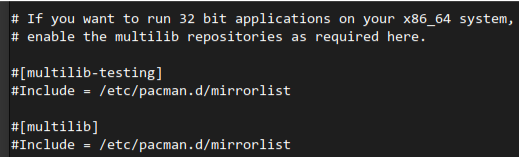 # If you want to run 32 bit applications on your x86_64 system,
# enable the multilib repositories as required here.
#[multilib-testing]
#Include = /etc/pacman.d/mirrorlist
#[multilib]
#Include = /etc/pacman.d/mirrorlist